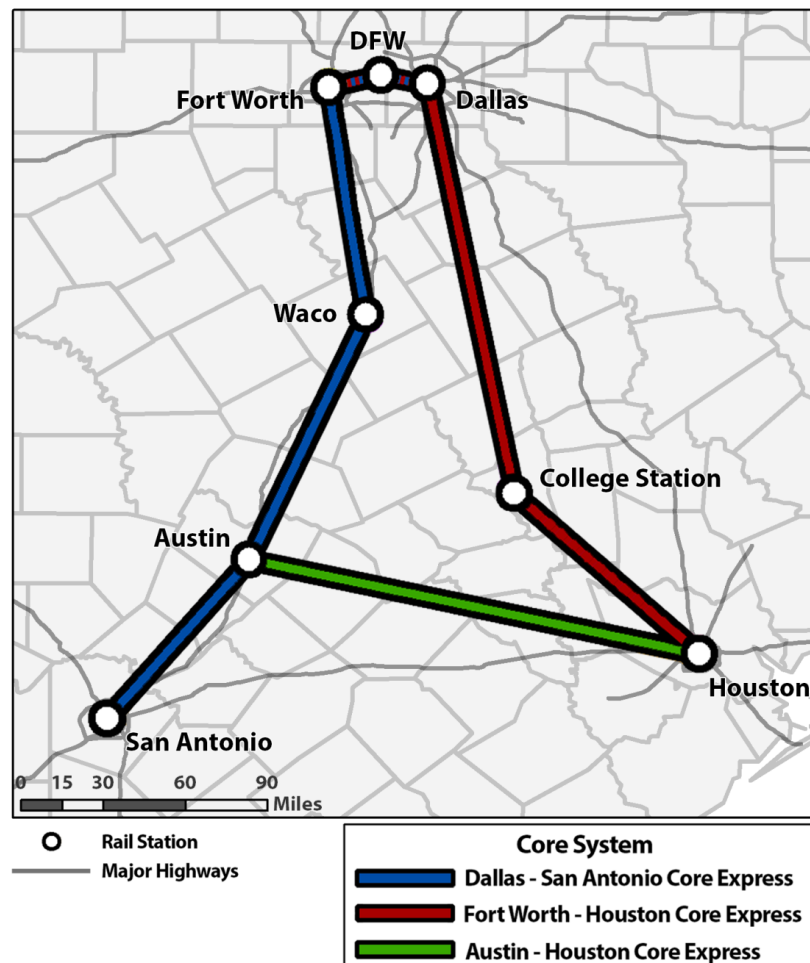 DFW
Fort Worth
Dallas
Waco
College Station
Austin
Houston
San Antonio
0 15 30 60 90
Miles
Rail Station
Major Highways
Core System
Dallas - San Antonio Core Express
Fort Worth - Houston Core Express
Austin - Houston Core Express